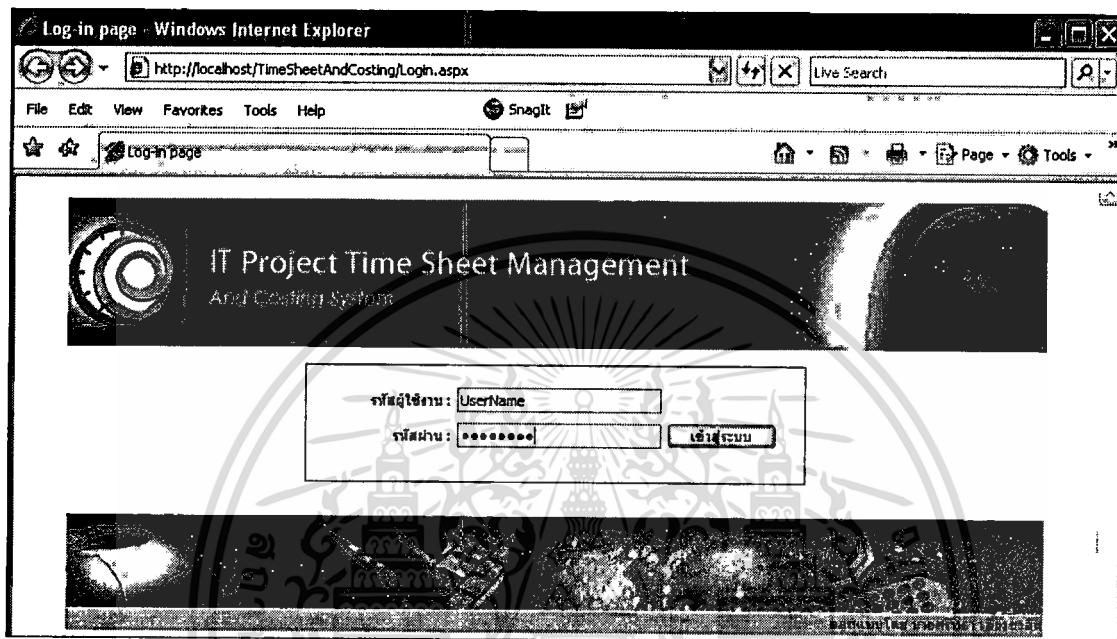 Log-in page - Windows Internet Explorer
http://localhost/TimeSheetAndCosting/Login.aspx
Live Search
File Edit View Favorites Tools Help
SnagIt
Log-in page
Page
Tools
IT Project Time Sheet Management
And Costing System
รหัสผู้ใช้งาน : UserName
รหัสผ่าน : ••••••••
เข้าสู่ระบบ